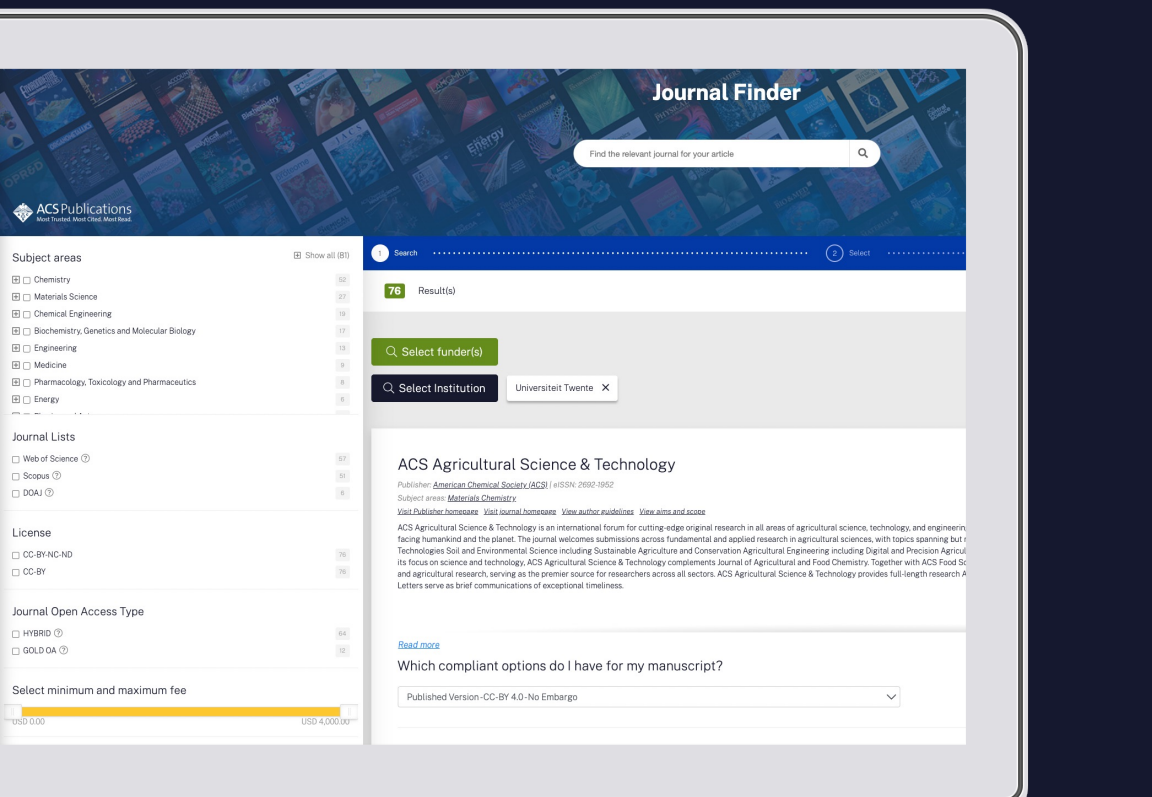 Journal Finder
Find the relevant journal for your article
ACS Publications
Most Trusted. Most Cited. Most Read.
Subject areas
Show all (81)
Chemistry 52
Materials Science 27
Chemical Engineering 19
Biochemistry, Genetics and Molecular Biology 17
Engineering 13
Medicine 9
Pharmacology, Toxicology and Pharmaceutics 8
Energy 6
Journal Lists
Web of Science 57
Scopus 51
DOAJ
License
CC-BY-NC-ND 76
CC-BY 76
Journal Open Access Type
HYBRID 64
GOLD OA 12
Select minimum and maximum fee
USD 0.00 USD 4,000.00
1 Search 2 Select
76 Result(s)
Select funder(s)
Select Institution Universiteit Twente X
ACS Agricultural Science & Technology
Publisher: American Chemical Society (ACS) | eISSN: 2692-1952
Subject areas: Materials Chemistry
Visit Publisher homepage Visit journal homepage View author guidelines View aims and scope
ACS Agricultural Science & Technology is an international forum for cutting-edge original research in all areas of agricultural science, technology, and engineerin
facing humankind and the planet. The journal welcomes submissions across fundamental and applied research in agricultural sciences, with topics spanning but
Technologies Soil and Environmental Science including Sustainable Agriculture and Conservation Agricultural Engineering including Digital and Precision Agricul
its focus on science and technology, ACS Agricultural Science & Technology complements Journal of Agricultural and Food Chemistry. Together with ACS Food Sc
and agricultural research, serving as the premier source for researchers across all sectors. ACS Agricultural Science & Technology provides full-length research A
Letters serve as brief communications of exceptional timeliness.
Read more
Which compliant options do I have for my manuscript?
Published Version-CC-BY 4.0-No Embargo